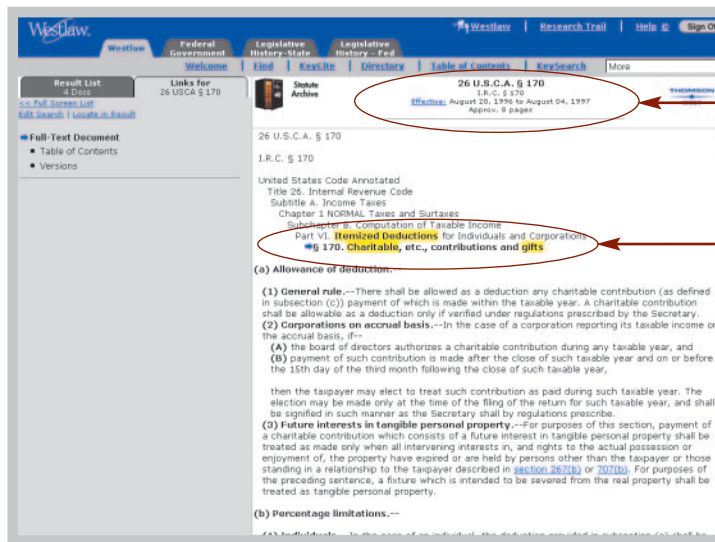 Westlaw.
Westlaw
Research Trail
Help
Sign Of
Westlaw
Federal
Government
Legislative
History-State
Legislative
History - Fed
Welcome
Find
KeyCite
Directory
Table of Contents
KeySearch
More
Result List
4 Docs
Links for
26 USCA § 170
<< Full Screen List
Edit Search | Locate in Result
Full-Text Document
Table of Contents
Versions
Statute
Archive
26 U.S.C.A. § 170
I.R.C. § 170
Effective: August 20, 1996 to August 04, 1997
Approx. 8 pages
THOMSON
26 U.S.C.A. § 170
I.R.C. § 170
United States Code Annotated
Title 26. Internal Revenue Code
Subtitle A. Income Taxes
Chapter 1 NORMAL Taxes and Surtaxes
Subchapter B. Computation of Taxable Income
Part VI. Itemized Deductions for Individuals and Corporations
§ 170. Charitable, etc., contributions and gifts
(a) Allowance of deduction.--
(1) General rule.--There shall be allowed as a deduction any charitable contribution (as defined
in subsection (c)) payment of which is made within the taxable year. A charitable contribution
shall be allowable as a deduction only if verified under regulations prescribed by the Secretary.
(2) Corporations on accrual basis.--In the case of a corporation reporting its taxable income on
the accrual basis, if--
(A) the board of directors authorizes a charitable contribution during any taxable year, and
(B) payment of such contribution is made after the close of such taxable year and on or before
the 15th day of the third month following the close of such taxable year,
then the taxpayer may elect to treat such contribution as paid during such taxable year. The
election may be made only at the time of the filing of the return for such taxable year, and shall
be signified in such manner as the Secretary shall by regulations prescribe.
(3) Future interests in tangible personal property.--For purposes of this section, payment of
a charitable contribution which consists of a future interest in tangible personal property shall be
treated as made only when all intervening interests in, and rights to the actual possession or
enjoyment of, the property have expired or are held by persons other than the taxpayer or those
standing in a relationship to the taxpayer described in section 267(b) or 707(b). For purposes of
the preceding sentence, a fixture which is intended to be severed from the real property shall be
treated as tangible personal property.
(b) Percentage limitations.--